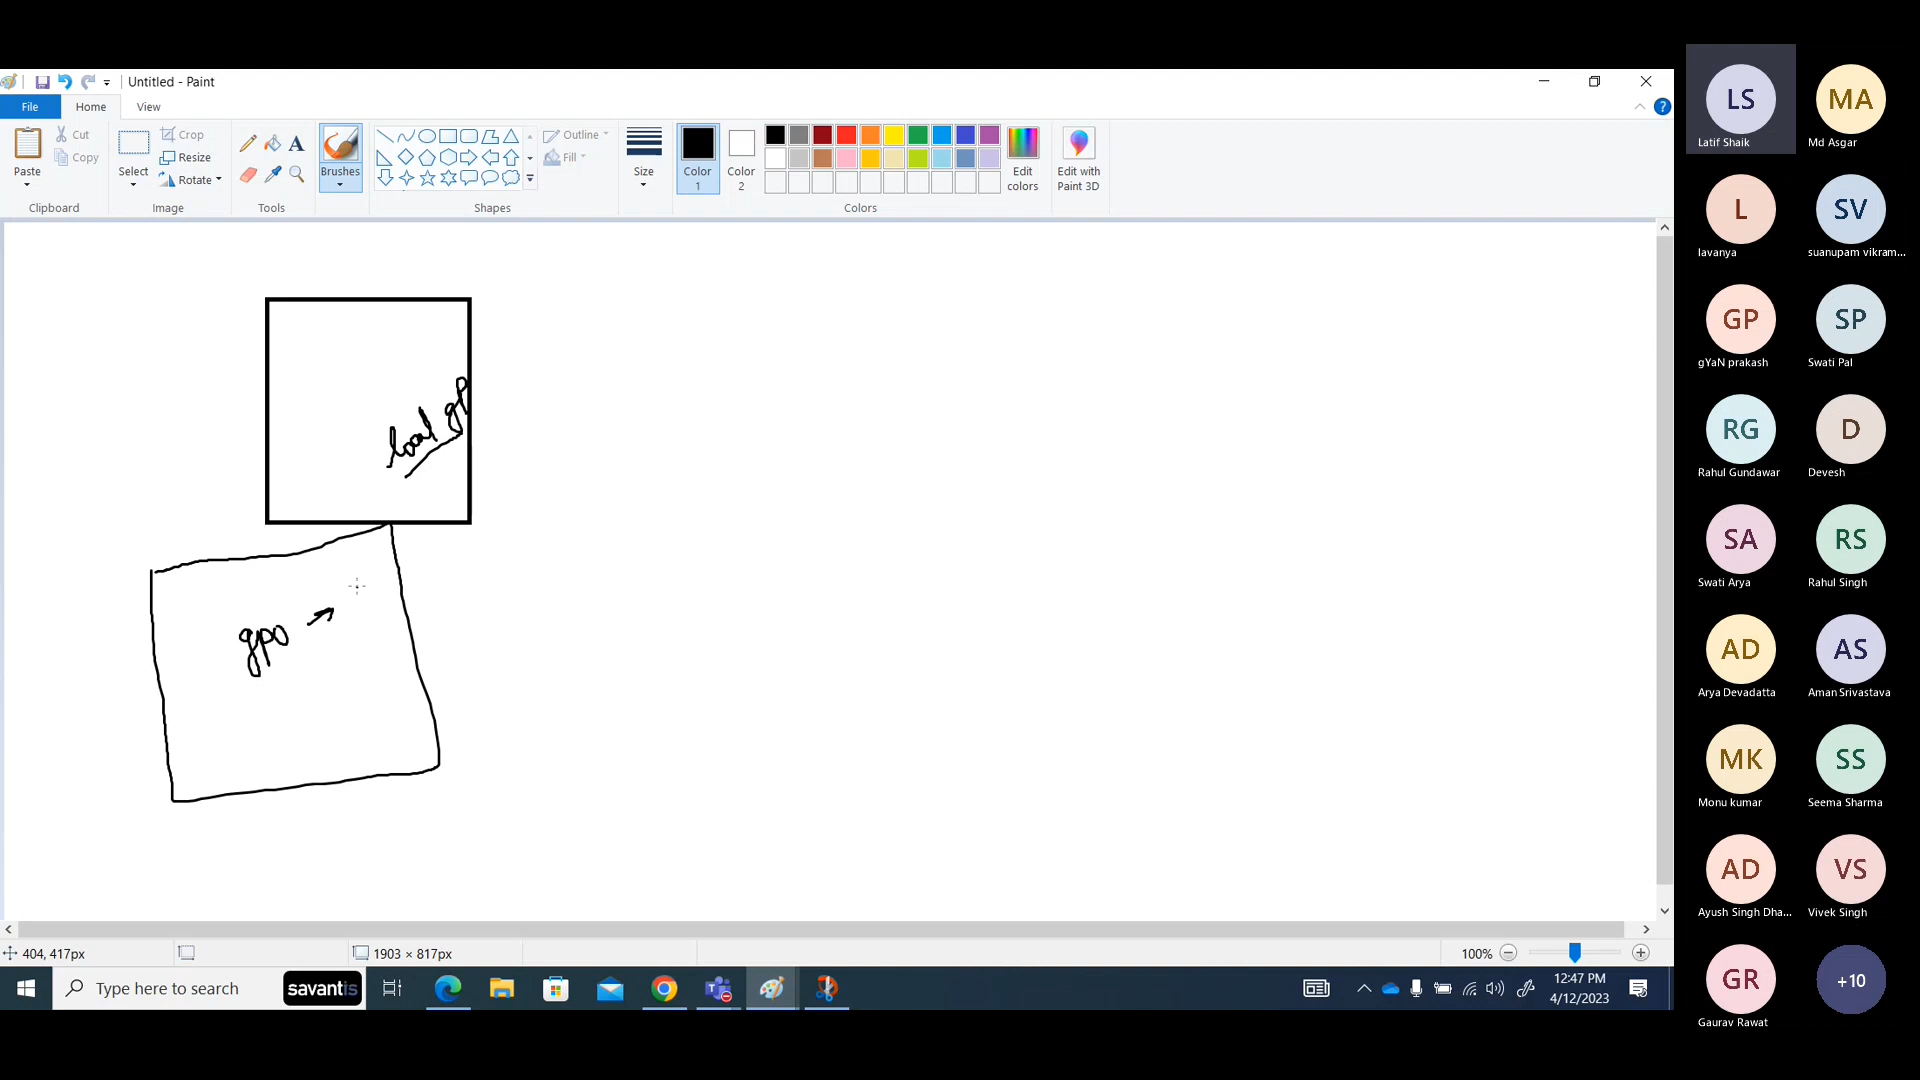 Untitled - Paint
File Home View
Paste
Cut
Copy
Clipboard
Select
Crop
Resize
Rotate
Image
Tools
Brushes
Shapes
Outline
Fill
Size
Color 1
Color 2
Colors
Edit colors
Edit with Paint 3D
local gp
gpo
404, 417px
1903 × 817px
100%
Type here to search
savantis
12:47 PM
4/12/2023
LS MA
Latif Shaik Md Asgar
L SV
lavanya suanupam vikram...
GP SP
gYaN prakash Swati Pal
RG D
Rahul Gundawar Devesh
SA RS
Swati Arya Rahul Singh
AD AS
Arya Devadatta Aman Srivastava
MK SS
Monu kumar Seema Sharma
AD VS
Ayush Singh Dha... Vivek Singh
GR +10
Gaurav Rawat